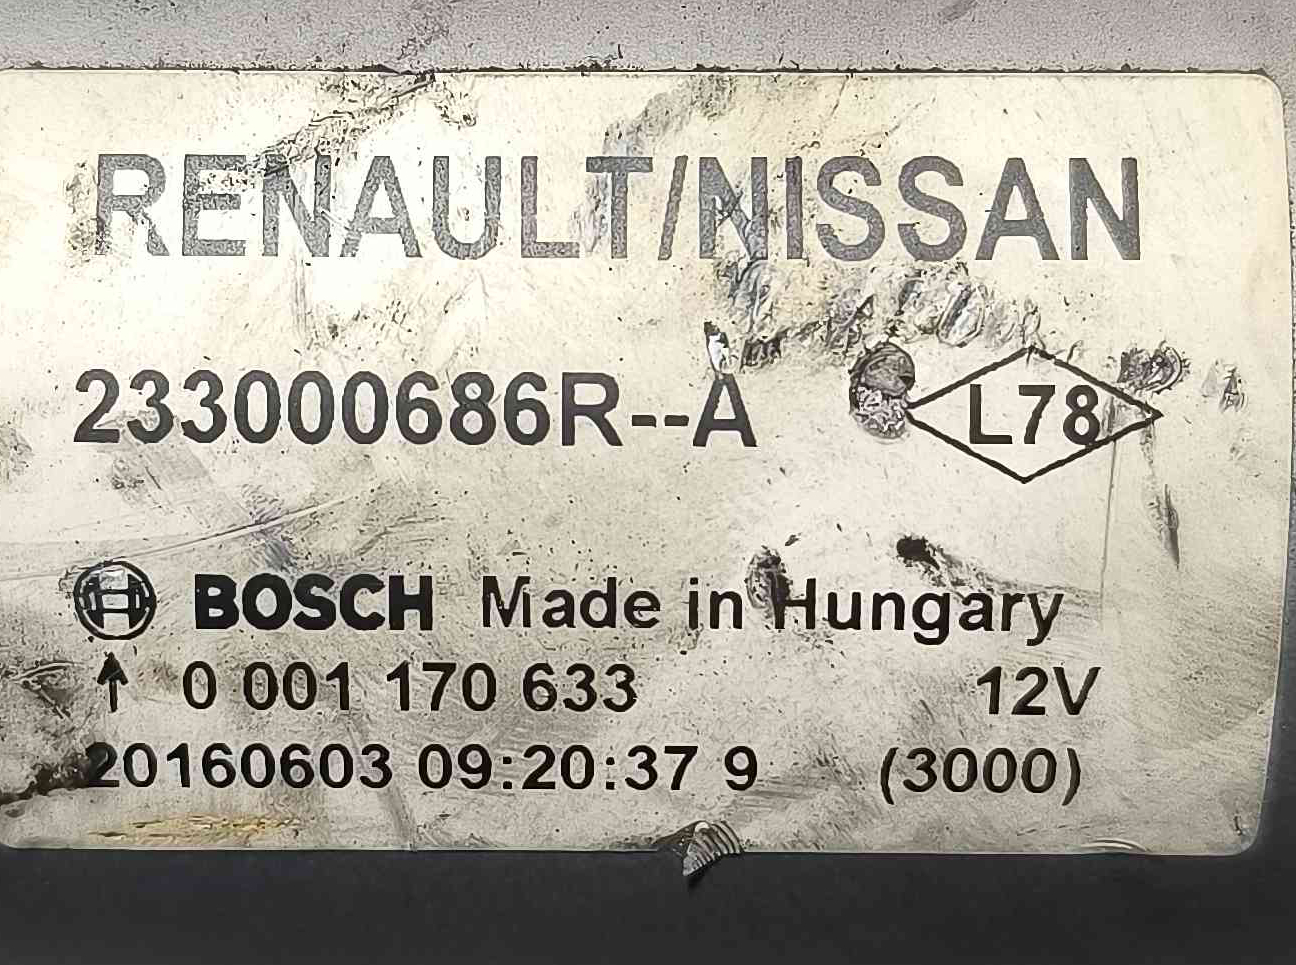 RENAULT/NISSAN
233000686R--A L78
BOSCH Made in Hungary
↑ 0 001 170 633 12V
20160603 09:20:37 9 (3000)